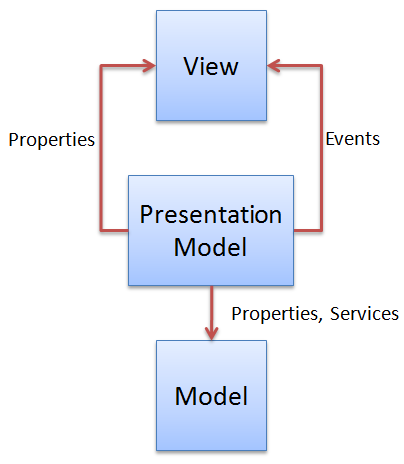 View
Properties
Events
Presentation
Model
Properties, Services
Model